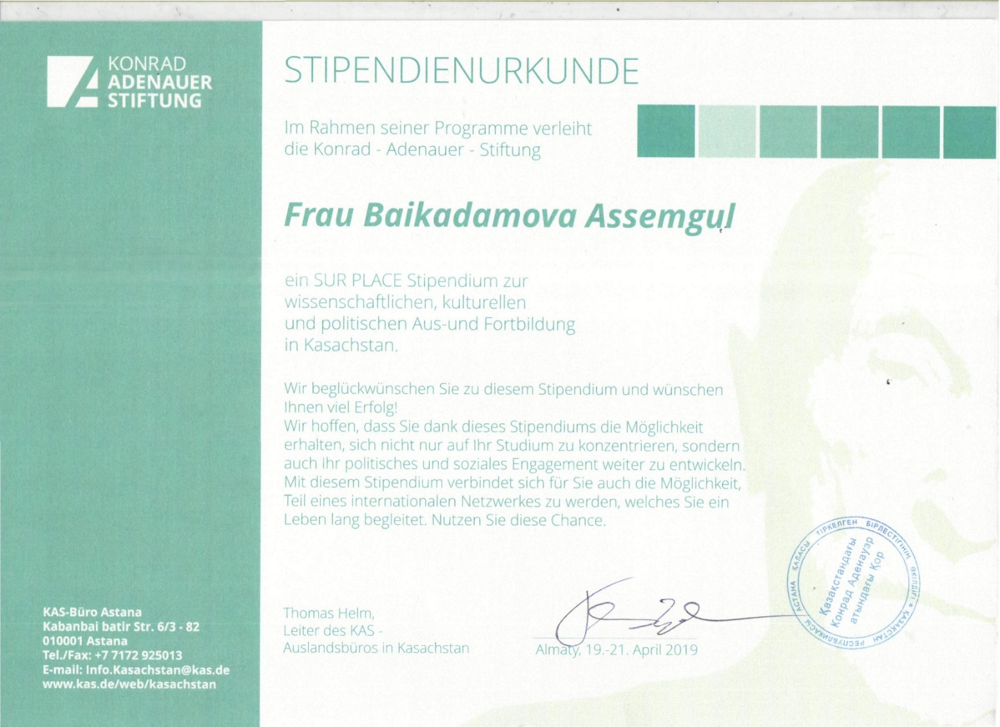 KONRAD
ADENAUER
STIFTUNG
STIPENDIENURKUNDE
Im Rahmen seiner Programme verleiht
die Konrad - Adenauer - Stiftung
Frau Baikadamova Assemgul
ein SUR PLACE Stipendium zur
wissenschaftlichen, kulturellen
und politischen Aus-und Fortbildung
in Kasachstan.
Wir beglückwünschen Sie zu diesem Stipendium und wünschen
Ihnen viel Erfolg!
Wir hoffen, dass Sie dank dieses Stipendiums die Möglichkeit
erhalten, sich nicht nur auf Ihr Studium zu konzentrieren, sondern
auch Ihr politisches und soziales Engagement weiter zu entwickeln.
Mit diesem Stipendium verbindet sich für Sie auch die Möglichkeit,
Teil eines internationalen Netzwerkes zu werden, welches Sie ein
Leben lang begleitet. Nutzen Sie diese Chance.
KAS-Büro Astana
Kabanbai batir Str. 6/3 - 82
010001 Astana
Tel./Fax: +7 7172 925013
E-mail: Info.Kasachstan@kas.de
www.kas.de/web/kasachstan
Thomas Helm,
Leiter des KAS -
Auslandsbüros in Kasachstan
Almaty, 19.-21. April 2019
ҚАЗАҚСТАН РЕСПУБЛИКАСЫ АСТАНА ҚАЛАСЫ ТІРКЕЛГЕН БІРЛЕСТІГІНІҢ ӨКІЛДІГІ
Қазақстандағы
Конрад Аденауэр
атындағы Қор